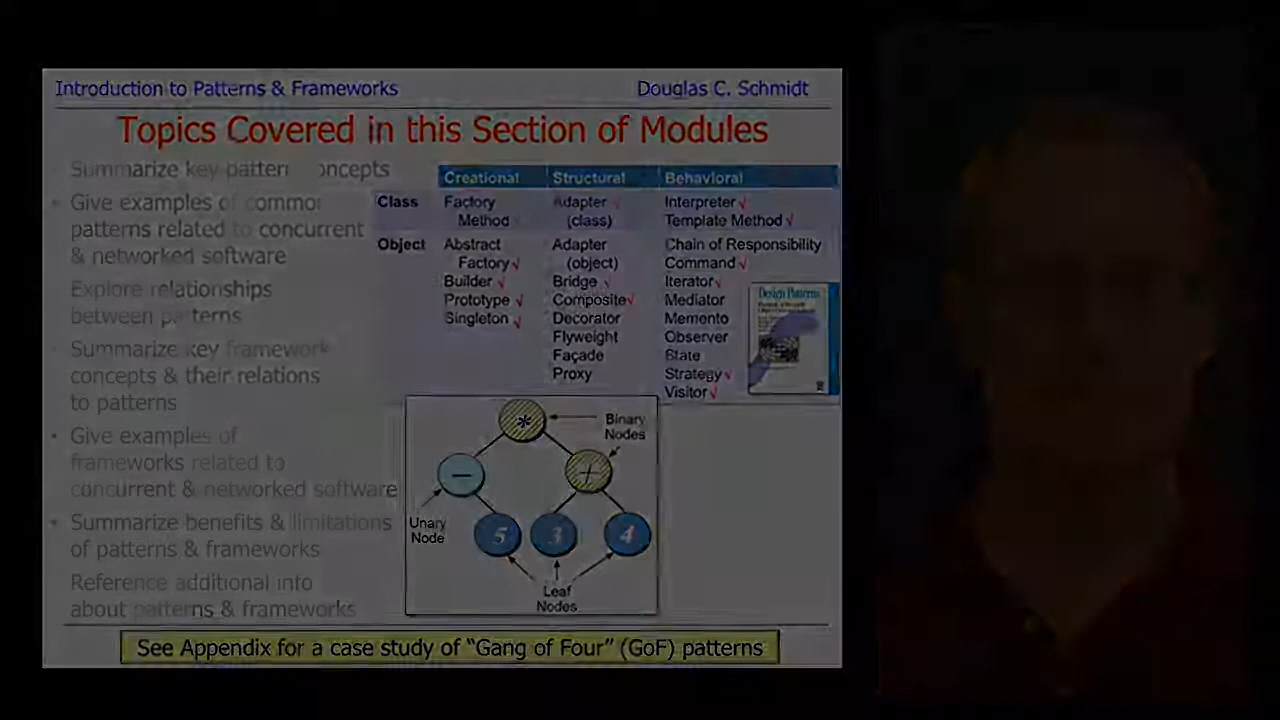 Introduction to Patterns & Frameworks
Douglas C. Schmidt
Topics Covered in this Section of Modules
Summarize key pattern concepts
• Give examples of common
patterns related to concurrent
& networked software
Explore relationships
between patterns
• Summarize key framework
concepts & their relations
to patterns
• Give examples of
frameworks related to
concurrent & networked software
• Summarize benefits & limitations
of patterns & frameworks
Reference additional info
about patterns & frameworks
Creational Structural Behavioral
Class
Factory
Method
Adapter √
(class)
Interpreter √
Template Method √
Object
Abstract
Factory √
Builder √
Prototype √
Singleton √
Adapter
(object)
Bridge √
Composite √
Decorator
Flyweight
Façade
Proxy
Chain of Responsibility
Command √
Iterator √
Mediator
Memento
Observer
State
Strategy √
Visitor √
Design Patterns
*
Binary
Nodes
−
+
Unary
Node
5 3 4
Leaf
Nodes
See Appendix for a case study of “Gang of Four” (GoF) patterns